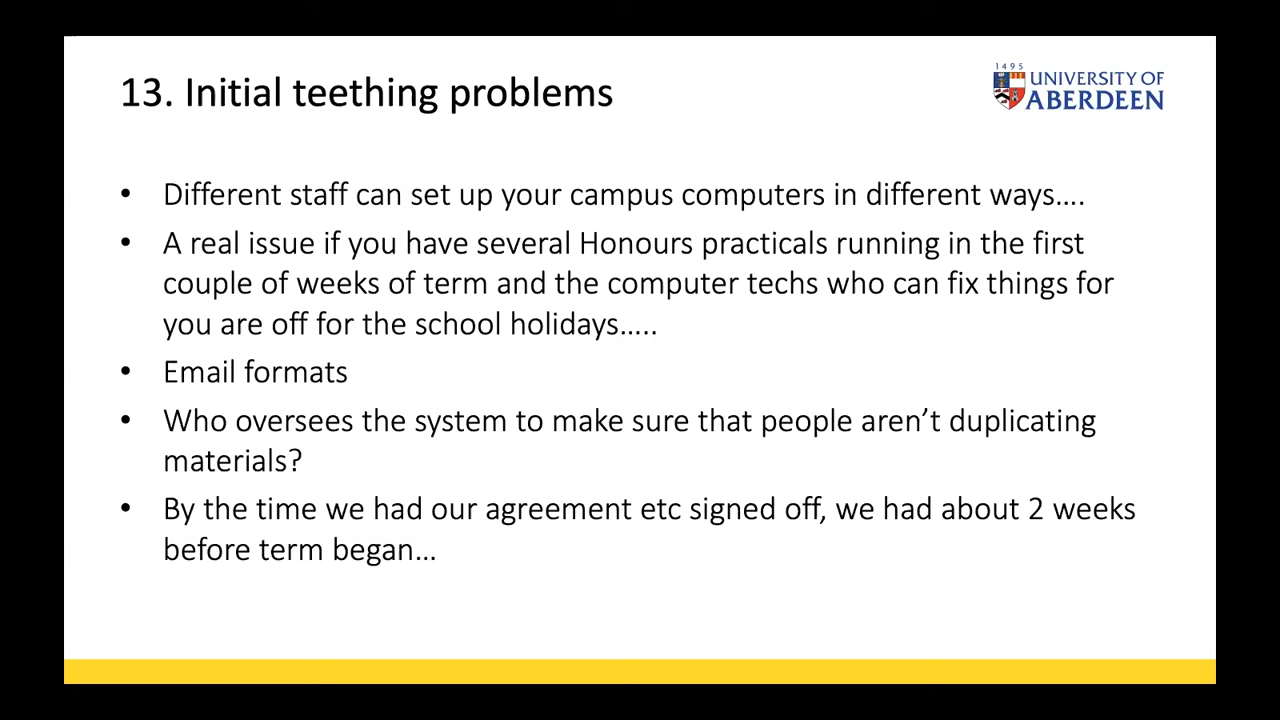 13. Initial teething problems
1495
UNIVERSITY OF
ABERDEEN
• Different staff can set up your campus computers in different ways….
• A real issue if you have several Honours practicals running in the first
couple of weeks of term and the computer techs who can fix things for
you are off for the school holidays…..
• Email formats
• Who oversees the system to make sure that people aren’t duplicating
materials?
• By the time we had our agreement etc signed off, we had about 2 weeks
before term began…